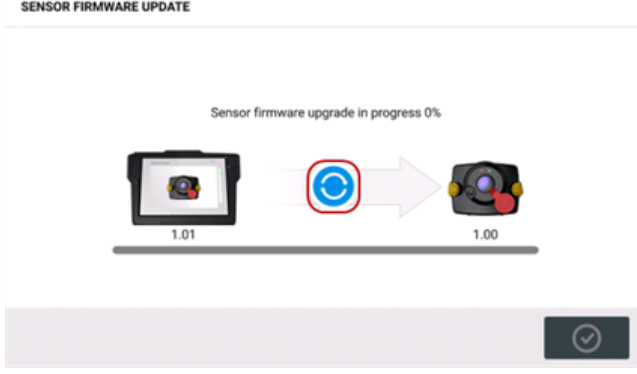 SENSOR FIRMWARE UPDATE
Sensor firmware upgrade in progress 0%
1.01
1.00